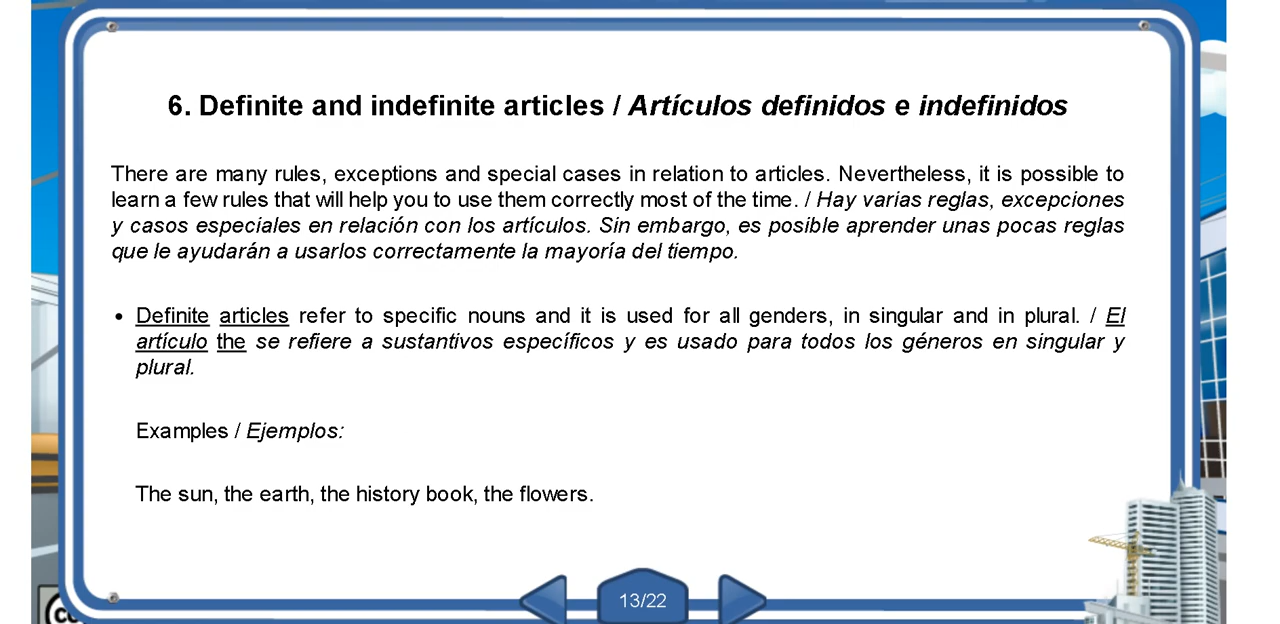 6. Definite and indefinite articles / Artículos definidos e indefinidos
There are many rules, exceptions and special cases in relation to articles. Nevertheless, it is possible to
learn a few rules that will help you to use them correctly most of the time. / Hay varias reglas, excepciones
y casos especiales en relación con los artículos. Sin embargo, es posible aprender unas pocas reglas
que le ayudarán a usarlos correctamente la mayoría del tiempo.
• Definite articles refer to specific nouns and it is used for all genders, in singular and in plural. / El
artículo the se refiere a sustantivos específicos y es usado para todos los géneros en singular y
plural.
Examples / Ejemplos:
The sun, the earth, the history book, the flowers.
13/22